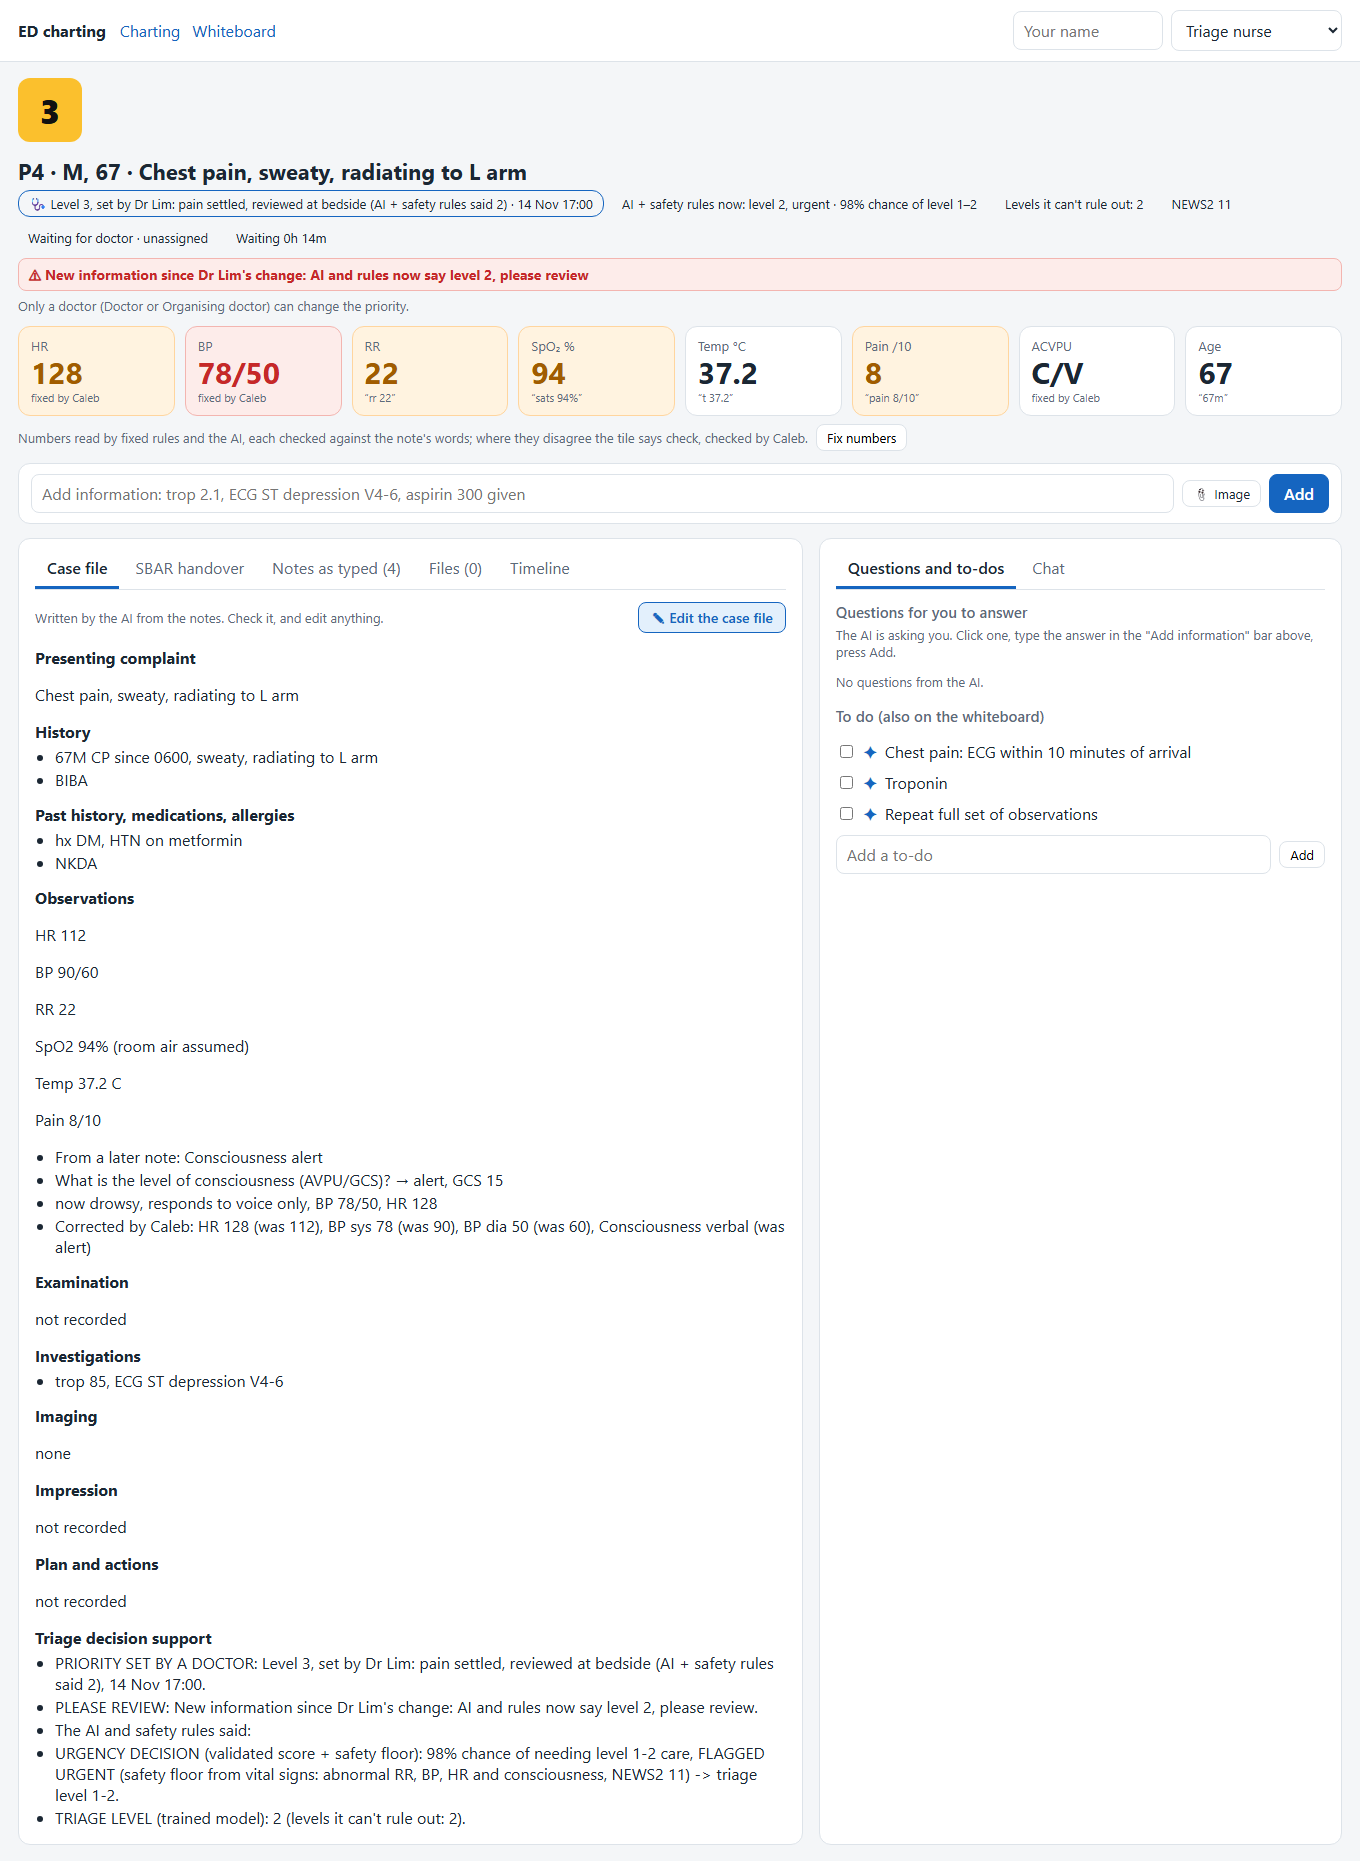 ED charting Charting Whiteboard Your name Triage nurse
3
P4 · M, 67 · Chest pain, sweaty, radiating to L arm
Level 3, set by Dr Lim: pain settled, reviewed at bedside (AI + safety rules said 2) · 14 Nov 17:00 AI + safety rules now: level 2, urgent · 98% chance of level 1–2 Levels it can't rule out: 2 NEWS2 11
Waiting for doctor · unassigned Waiting 0h 14m
⚠ New information since Dr Lim's change: AI and rules now say level 2, please review
Only a doctor (Doctor or Organising doctor) can change the priority.
HR
128
fixed by Caleb
BP
78/50
fixed by Caleb
RR
22
"rr 22"
SpO₂ %
94
"sats 94%"
Temp °C
37.2
"t 37.2"
Pain /10
8
"pain 8/10"
ACVPU
C/V
fixed by Caleb
Age
67
"67m"
Numbers read by fixed rules and the AI, each checked against the note's words; where they disagree the tile says check, checked by Caleb. Fix numbers
Add information: trop 2.1, ECG ST depression V4-6, aspirin 300 given Image Add
Case file SBAR handover Notes as typed (4) Files (0) Timeline
Written by the AI from the notes. Check it, and edit anything. Edit the case file
Presenting complaint
Chest pain, sweaty, radiating to L arm
History
• 67M CP since 0600, sweaty, radiating to L arm
• BIBA
Past history, medications, allergies
• hx DM, HTN on metformin
• NKDA
Observations
HR 112
BP 90/60
RR 22
SpO2 94% (room air assumed)
Temp 37.2 C
Pain 8/10
• From a later note: Consciousness alert
• What is the level of consciousness (AVPU/GCS)? → alert, GCS 15
• now drowsy, responds to voice only, BP 78/50, HR 128
• Corrected by Caleb: HR 128 (was 112), BP sys 78 (was 90), BP dia 50 (was 60), Consciousness verbal (was
alert)
Examination
not recorded
Investigations
• trop 85, ECG ST depression V4-6
Imaging
none
Impression
not recorded
Plan and actions
not recorded
Triage decision support
• PRIORITY SET BY A DOCTOR: Level 3, set by Dr Lim: pain settled, reviewed at bedside (AI + safety rules
said 2), 14 Nov 17:00.
• PLEASE REVIEW: New information since Dr Lim's change: AI and rules now say level 2, please review.
• The AI and safety rules said:
• URGENCY DECISION (validated score + safety floor): 98% chance of needing level 1-2 care, FLAGGED
URGENT (safety floor from vital signs: abnormal RR, BP, HR and consciousness, NEWS2 11) -> triage
level 1-2.
• TRIAGE LEVEL (trained model): 2 (levels it can't rule out: 2).
Questions and to-dos Chat
Questions for you to answer
The AI is asking you. Click one, type the answer in the "Add information" bar above,
press Add.
No questions from the AI.
To do (also on the whiteboard)
Chest pain: ECG within 10 minutes of arrival
Troponin
Repeat full set of observations
Add a to-do Add